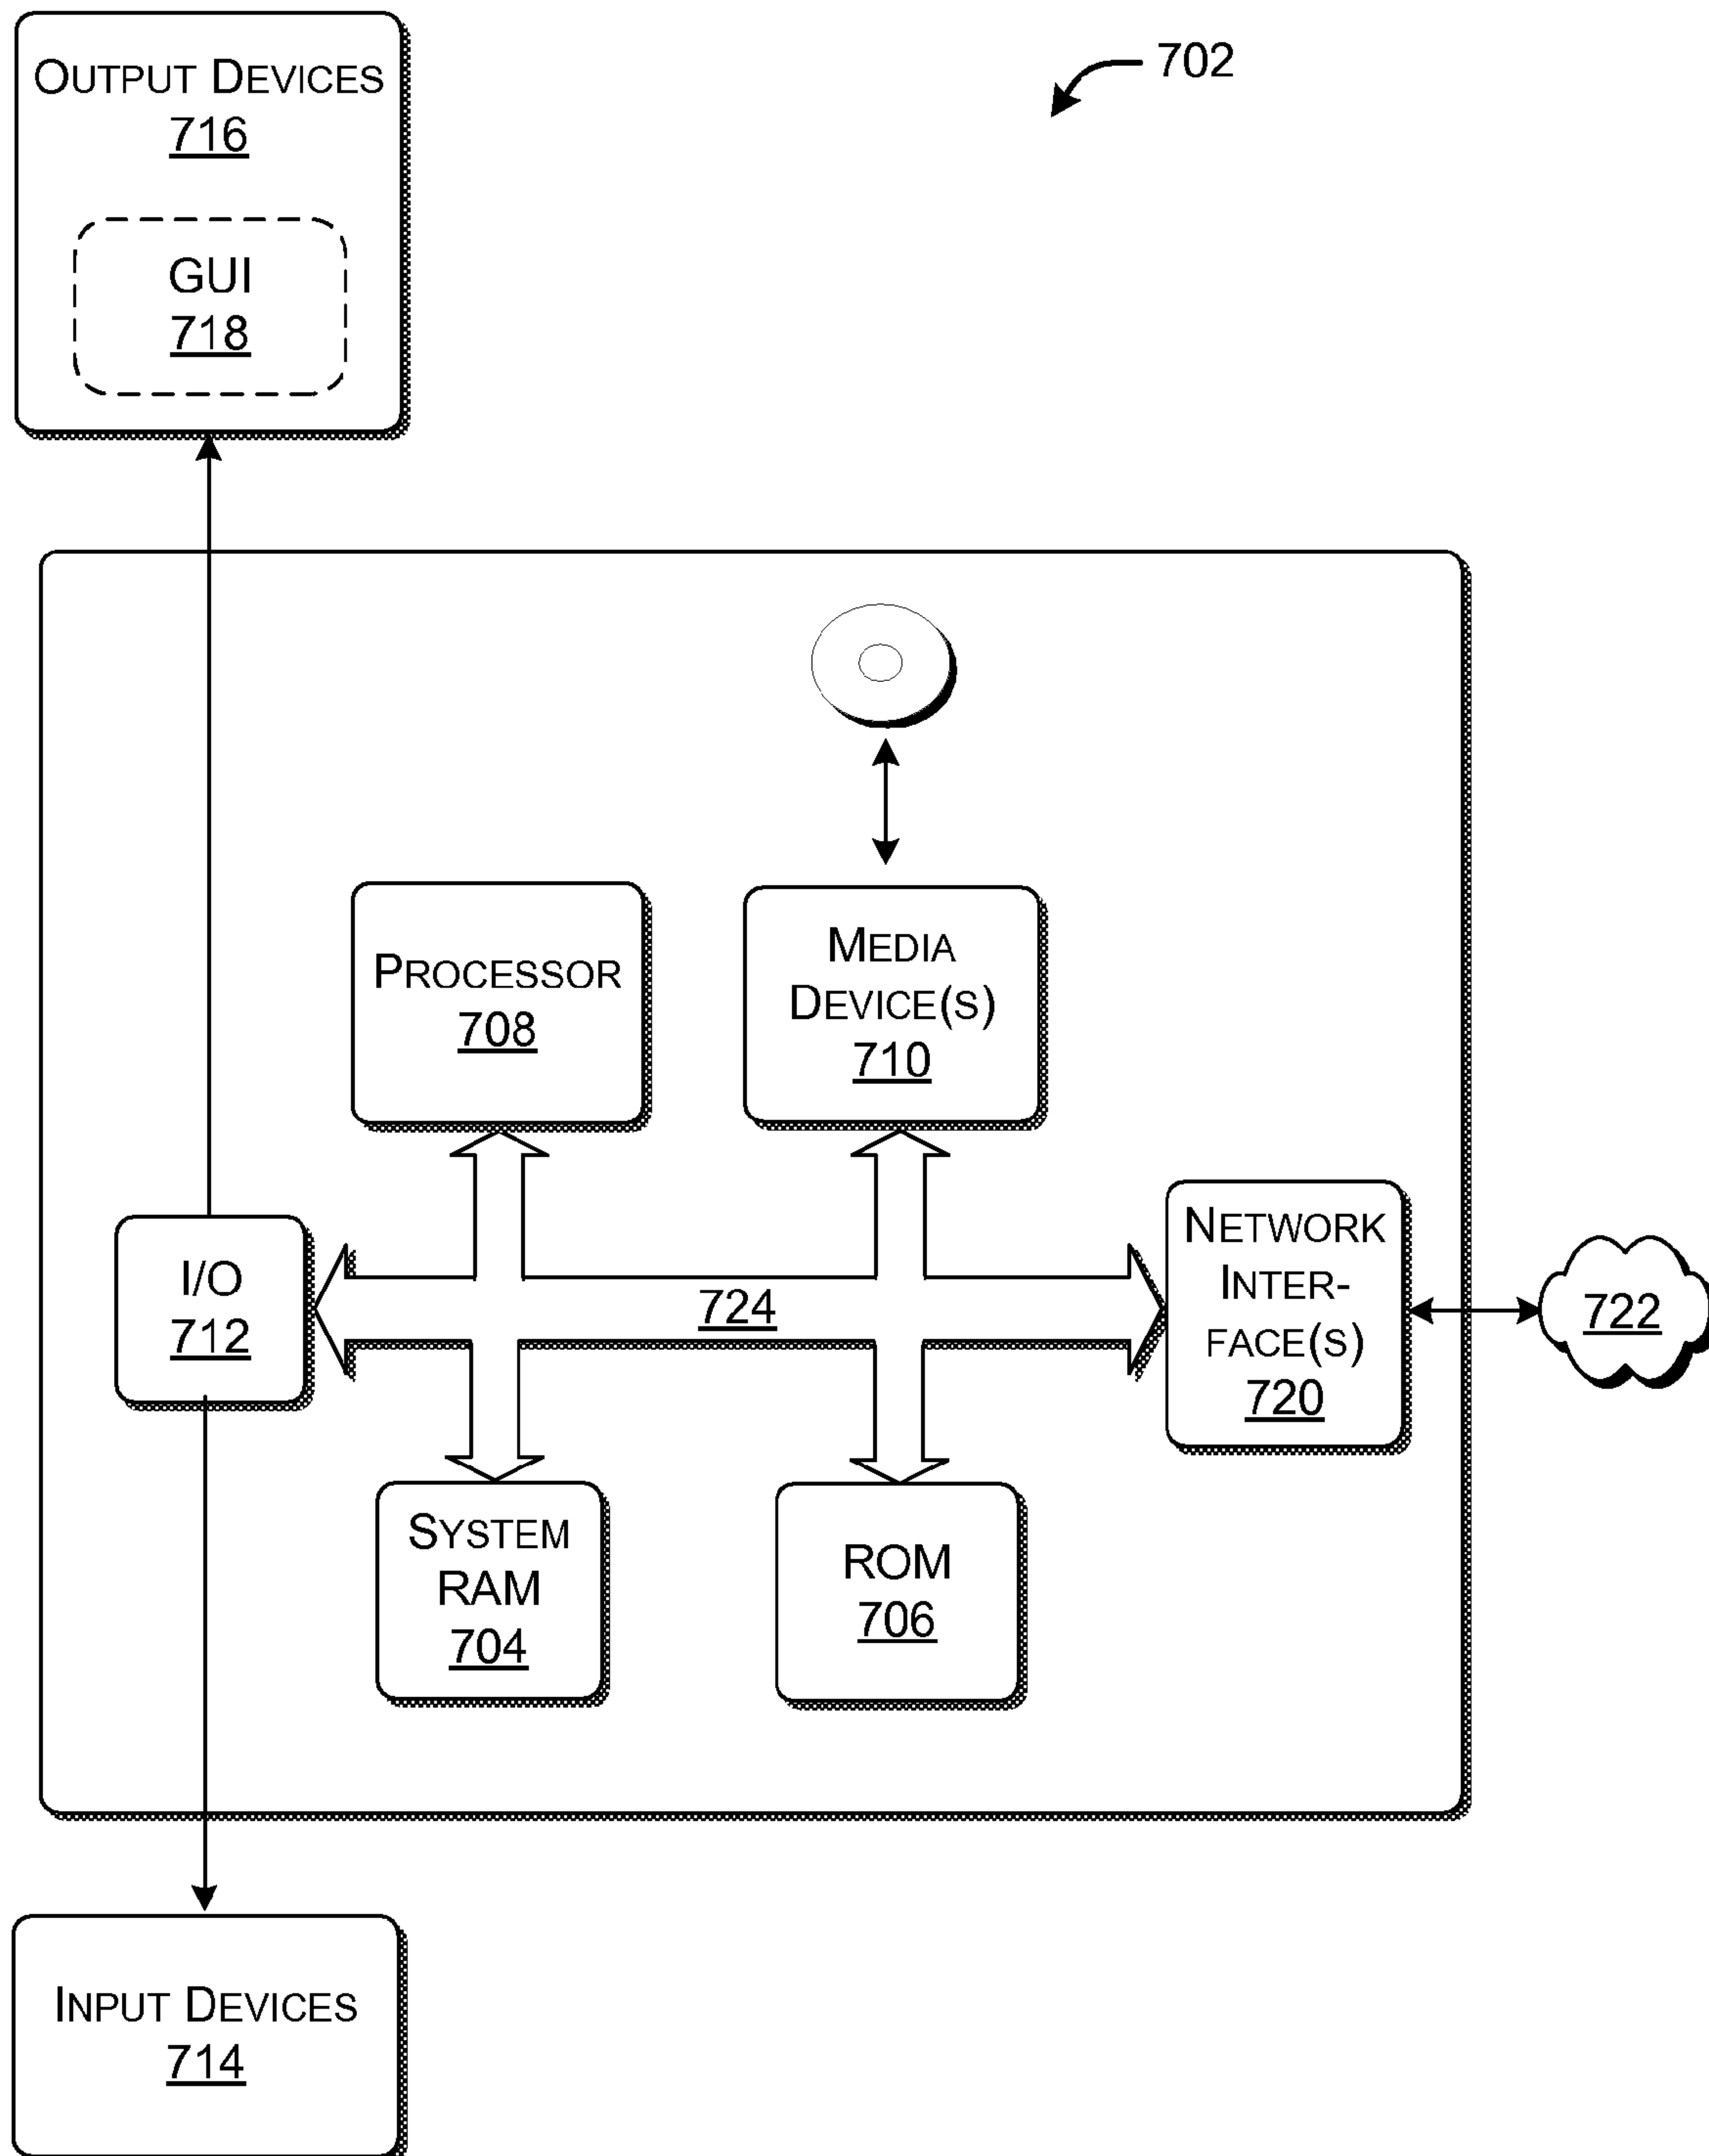 702
OUTPUT DEVICES
716
GUI
718
PROCESSOR
708
MEDIA
DEVICE(S)
710
I/O
712
724
NETWORK
INTER-
FACE(S)
720
722
SYSTEM
RAM
704
ROM
706
INPUT DEVICES
714